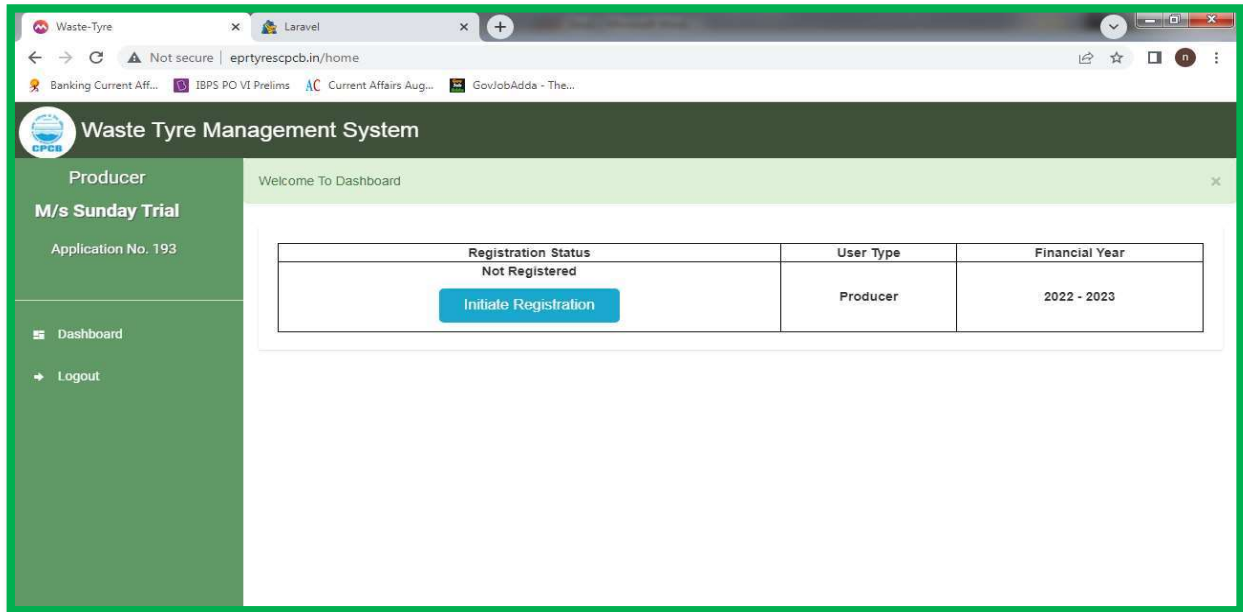 Waste-Tyre
Laravel
Not secure | eprtyrescpcb.in/home
n
Banking Current Aff... IBPS PO VI Prelims AC Current Affairs Aug... GovJobAdda - The...
CPCB
Waste Tyre Management System
Producer
M/s Sunday Trial
Application No. 193
Dashboard
Logout
Welcome To Dashboard
Registration Status User Type Financial Year
Not Registered
Initiate Registration Producer 2022 - 2023